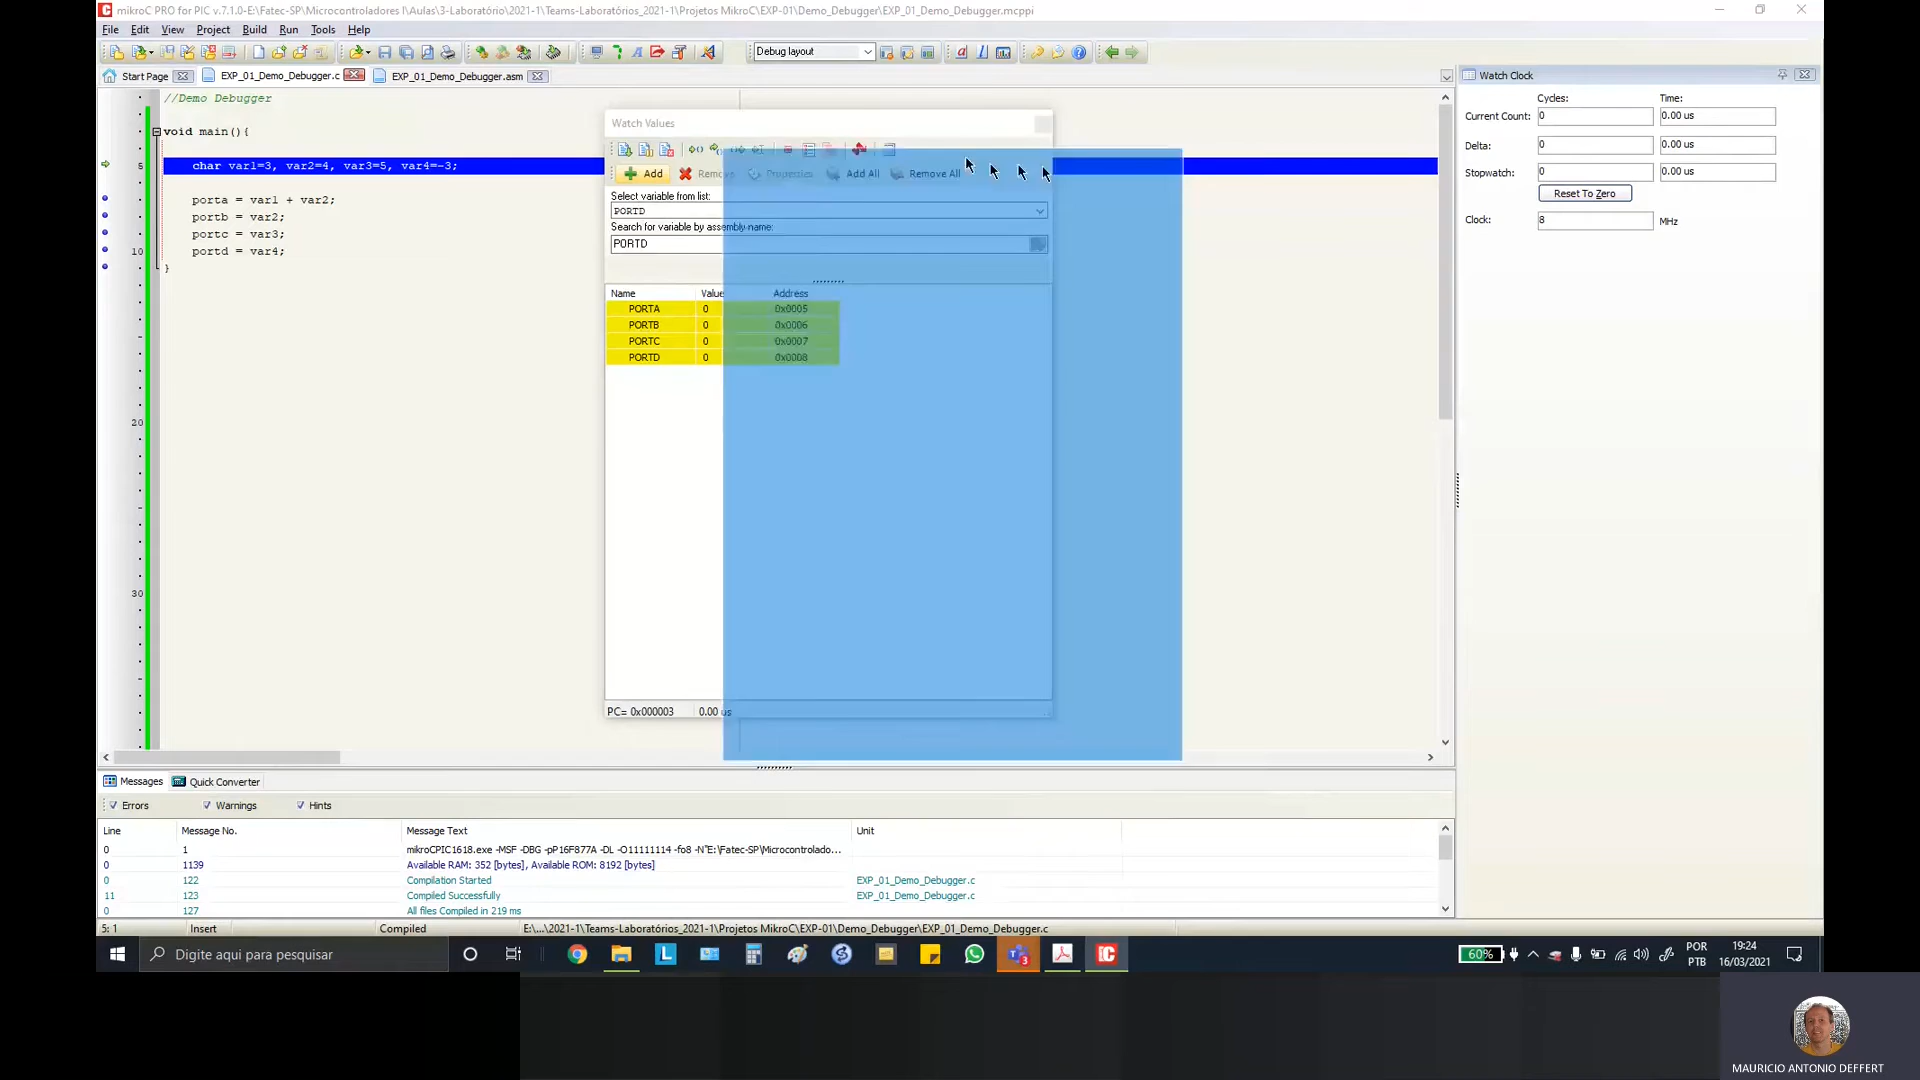 mikroC PRO for PIC v.7.1.0-E:\Fatec-SP\Microcontroladores I\Aulas\3-Laboratório\2021-1\Teams-Laboratórios_2021-1\Projetos MikroC\EXP-01\Demo_Debugger\EXP_01_Demo_Debugger.mcppi
File Edit View Project Build Run Tools Help
Debug layout
Start Page EXP_01_Demo_Debugger.c EXP_01_Demo_Debugger.asm
Watch Clock
//Demo Debugger
void main(){
5 char var1=3, var2=4, var3=5, var4=-3;
porta = var1 + var2;
portb = var2;
portc = var3;
10 portd = var4;
}
20
30
Watch Values
Add Remove Properties Add All Remove All
Select variable from list:
PORTD
Search for variable by assembly name:
PORTD
Name Value Address
PORTA 0 0x0005
PORTB 0 0x0006
PORTC 0 0x0007
PORTD 0 0x0008
PC= 0x000003 0.00 us
Cycles: Time:
Current Count: 0 0.00 us
Delta: 0 0.00 us
Stopwatch: 0 0.00 us
Reset To Zero
Clock: 8 MHz
Messages Quick Converter
Errors Warnings Hints
Line Message No. Message Text Unit
0 1 mikroCPIC1618.exe -MSF -DBG -pP16F877A -DL -O11111114 -fo8 -N"E:\Fatec-SP\Microcontrolado...
0 1139 Available RAM: 352 [bytes], Available ROM: 8192 [bytes]
0 122 Compilation Started EXP_01_Demo_Debugger.c
11 123 Compiled Successfully EXP_01_Demo_Debugger.c
0 127 All files Compiled in 219 ms
5: 1 Insert Compiled E:\...\2021-1\Teams-Laboratórios_2021-1\Projetos MikroC\EXP-01\Demo_Debugger\EXP_01_Demo_Debugger.c
Digite aqui para pesquisar
60% POR 19:24
PTB 16/03/2021
MAURICIO ANTONIO DEFFERT